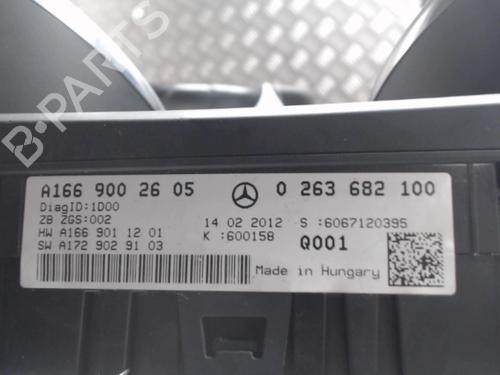 B-PARTS
A166 900 26 05 0 263 682 100
DiagID:1D00
ZB ZGS:002 14 02 2012 S :6067120395
HW A166 901 12 01 K :600158 Q001
SW A172 902 91 03
Made in Hungary